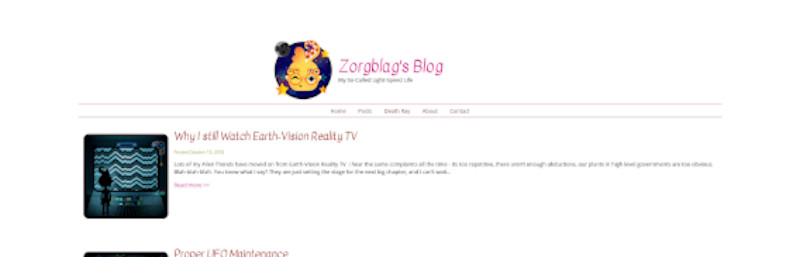 Zorgblag's Blog
My So-Called Light-Speed Life
Home Posts Death Ray About Contact
Why I still Watch Earth-Vision Reality TV
Posted October 13, 2018
Lots of my Alien friends have moved on from Earth-Vision Reality TV. I hear the same complaints all the time - its too repetitive, there aren't enough abductions, our plants in high level governments are too obvious.
Blah blah blah. You know what I say? They are just setting the stage for the next big chapter, and I can't wait...
Read more >>
Proper UFO Maintenance